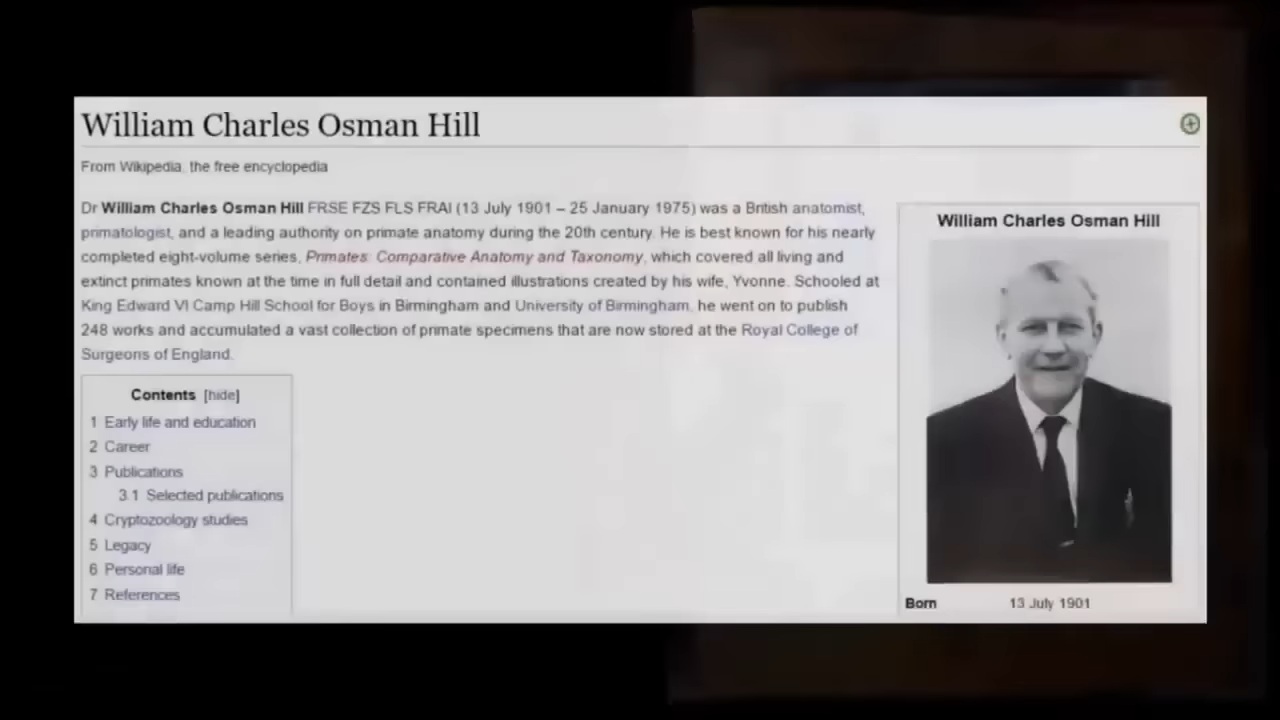 William Charles Osman Hill
From Wikipedia, the free encyclopedia
Dr William Charles Osman Hill FRSE FZS FLS FRAI (13 July 1901 – 25 January 1975) was a British anatomist,
primatologist, and a leading authority on primate anatomy during the 20th century. He is best known for his nearly
completed eight-volume series, Primates: Comparative Anatomy and Taxonomy, which covered all living and
extinct primates known at the time in full detail and contained illustrations created by his wife, Yvonne. Schooled at
King Edward VI Camp Hill School for Boys in Birmingham and University of Birmingham, he went on to publish
248 works and accumulated a vast collection of primate specimens that are now stored at the Royal College of
Surgeons of England.
Contents [hide]
1 Early life and education
2 Career
3 Publications
3.1 Selected publications
4 Cryptozoology studies
5 Legacy
6 Personal life
7 References
William Charles Osman Hill
Born 13 July 1901